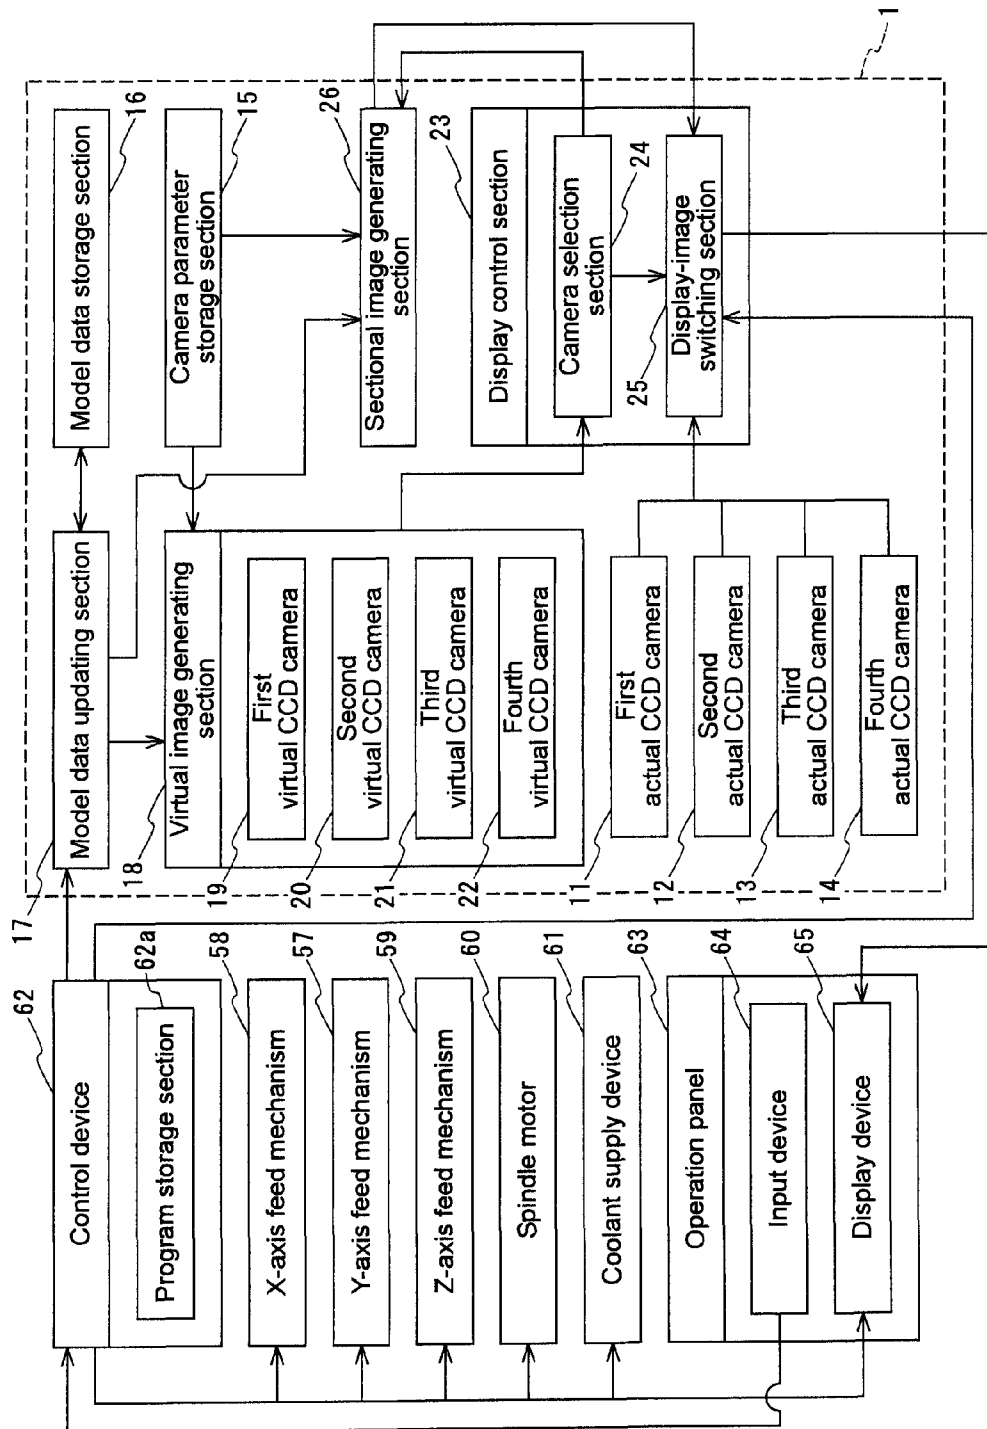 62
Control device
62a
Program storage section
58
X-axis feed mechanism
57
Y-axis feed mechanism
59
Z-axis feed mechanism
60
Spindle motor
61
Coolant supply device
63
Operation panel
64
Input device
65
Display device
17
Model data updating section
18
Virtual image generating
section
19
First
virtual CCD camera
20
Second
virtual CCD camera
21
Third
virtual CCD camera
22
Fourth
virtual CCD camera
11
First
actual CCD camera
12
Second
actual CCD camera
13
Third
actual CCD camera
14
Fourth
actual CCD camera
16
Model data storage section
15
Camera parameter
storage section
26
Sectional image generating
section
23
Display control section
24
Camera selection
section
25
Display-image
switching section
1